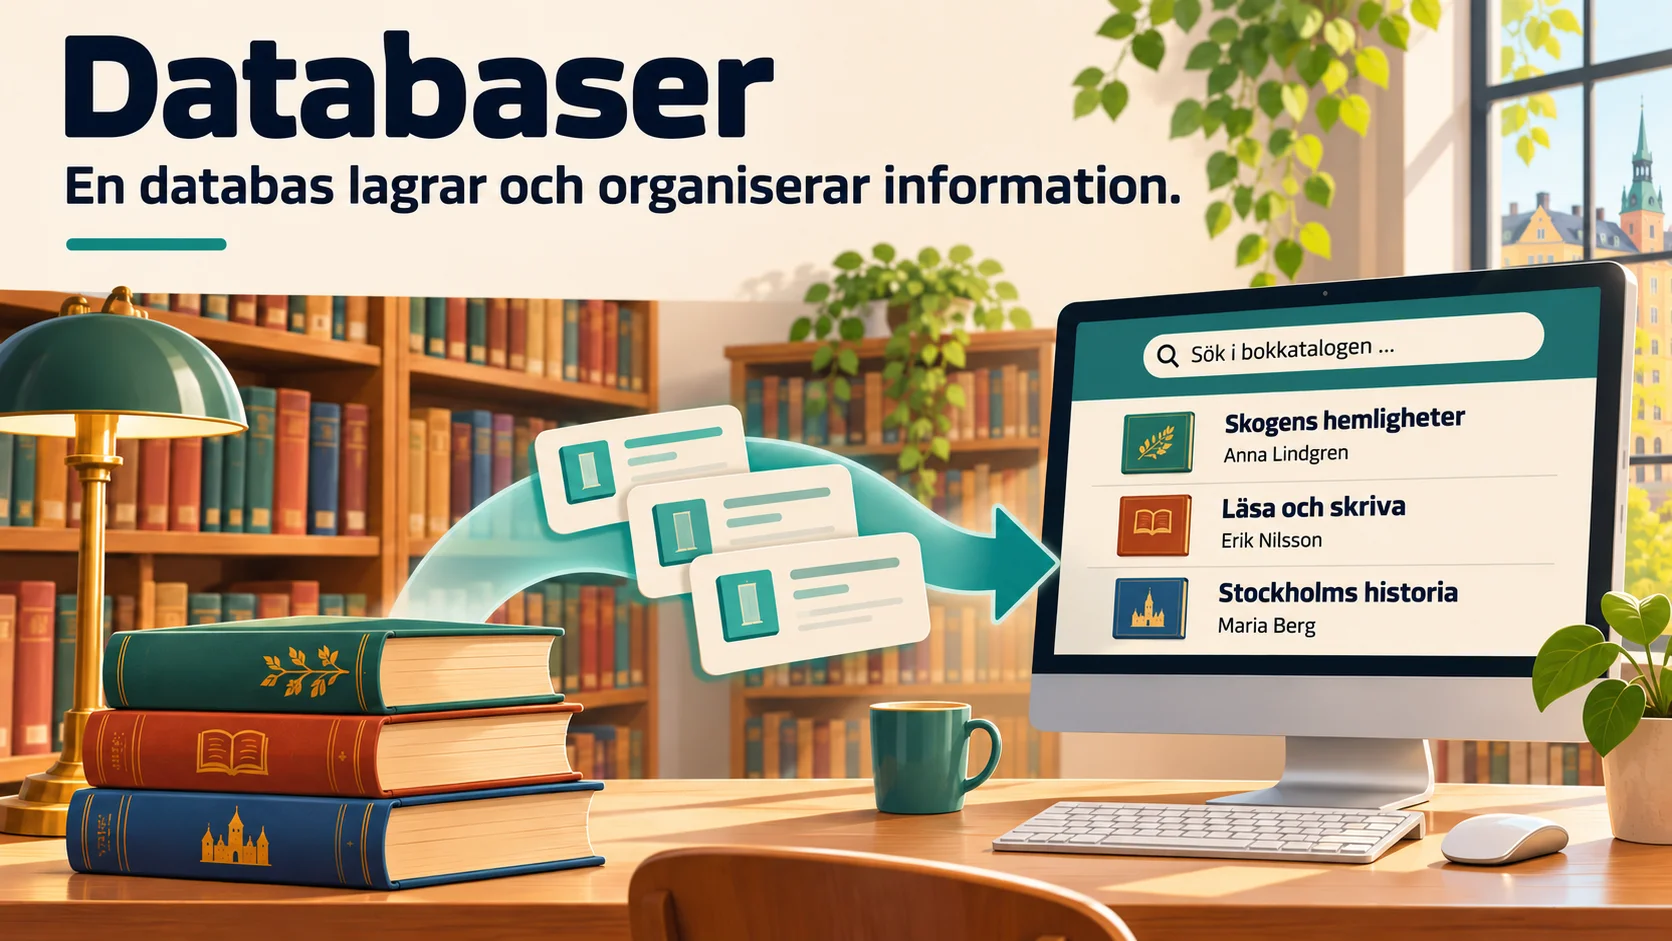 Databaser
En databas lagrar och organiserar information.
Sök i bokkatalogen ...
Skogens hemligheter
Anna Lindgren
Läsa och skriva
Erik Nilsson
Stockholms historia
Maria Berg